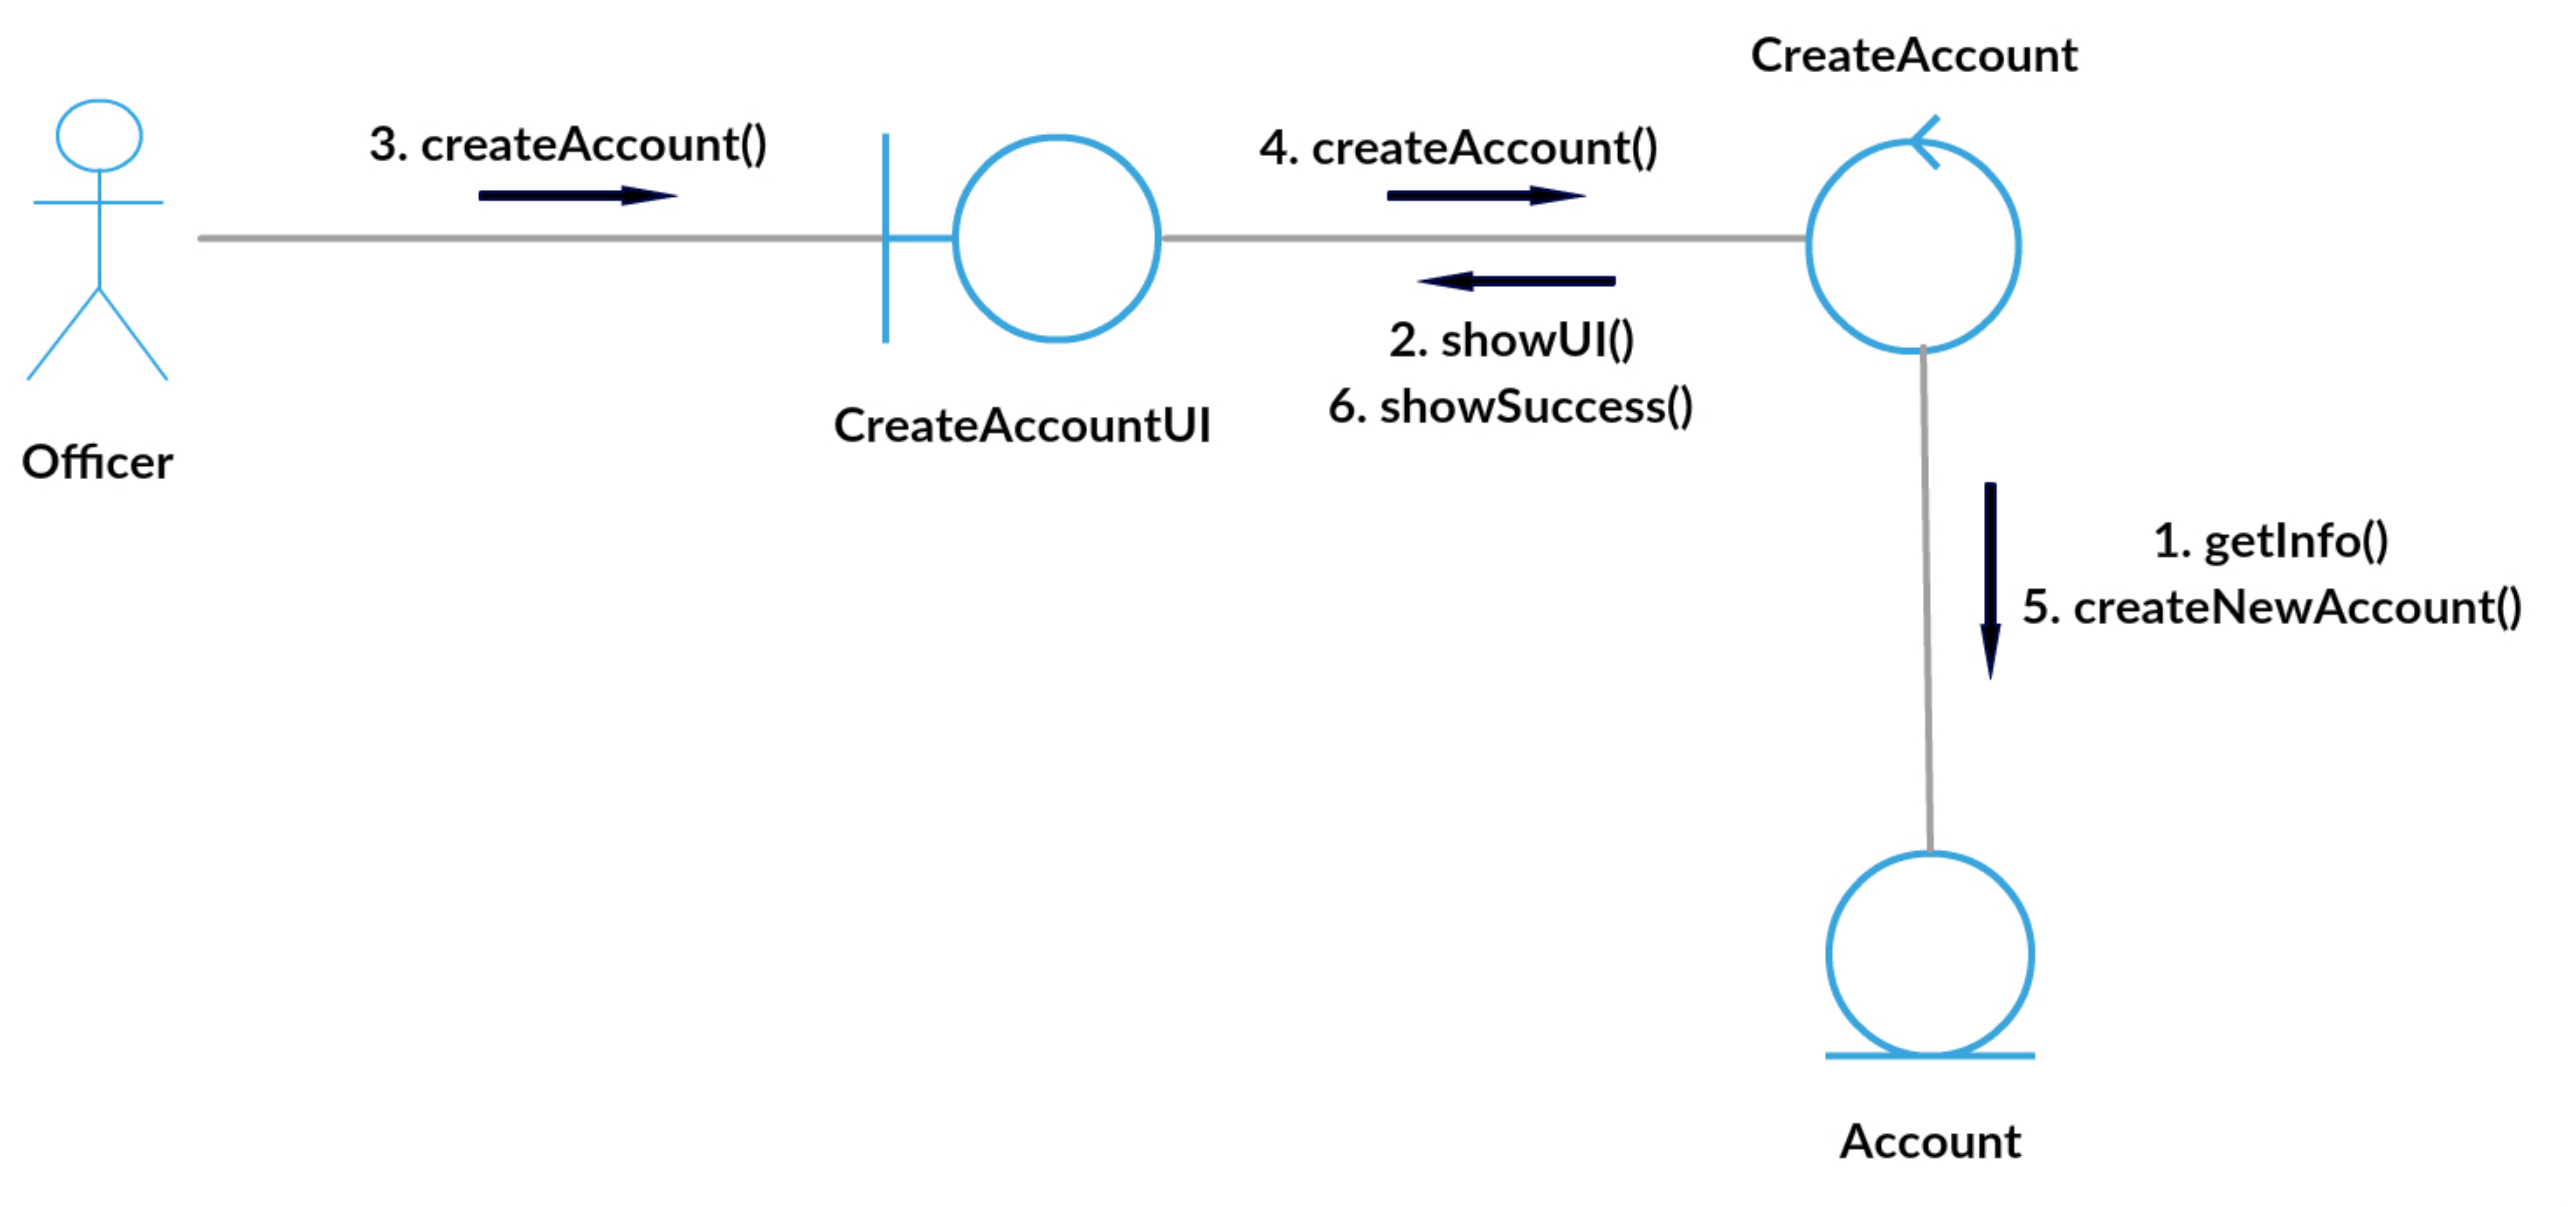 CreateAccount
3. createAccount()
4. createAccount()
2. showUI()
6. showSuccess()
CreateAccountUI
Officer
1. getInfo()
5. createNewAccount()
Account